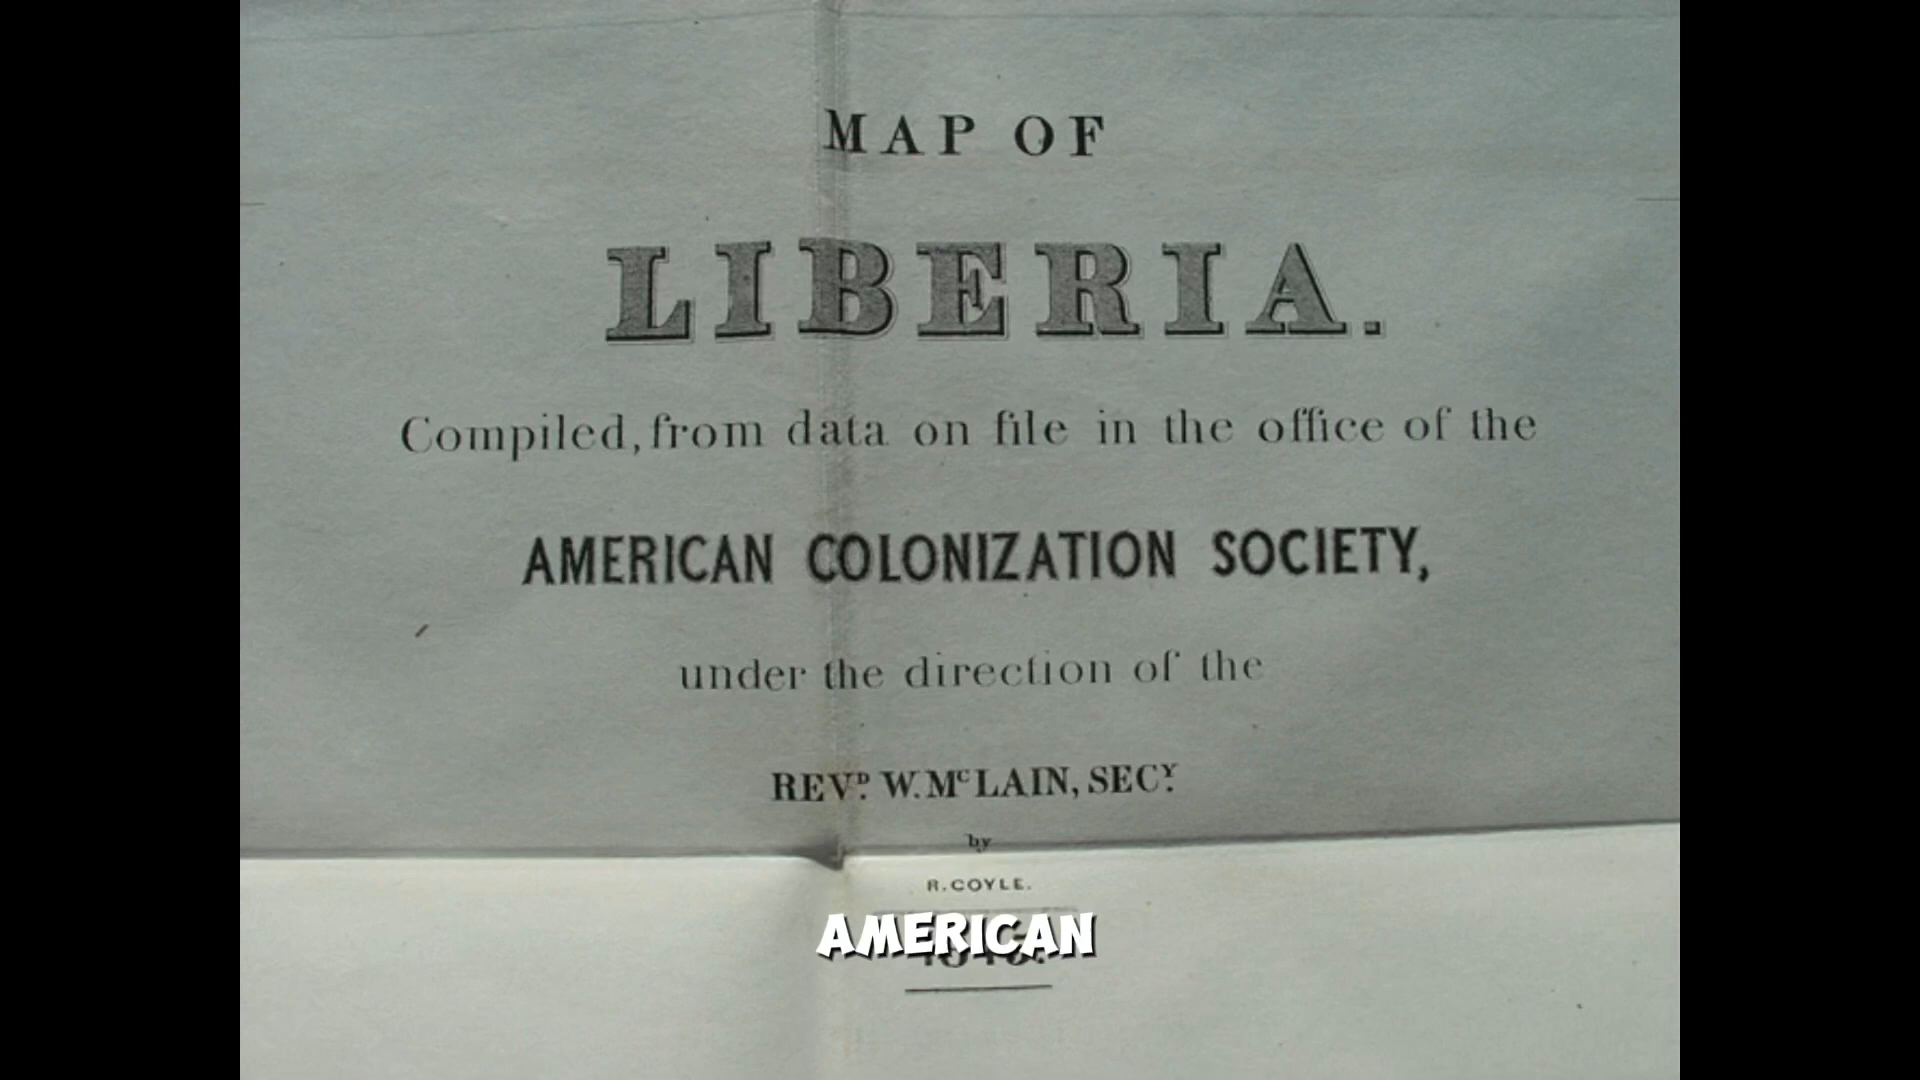 MAP OF
LIBERIA.
Compiled, from data on file in the office of the
AMERICAN COLONIZATION SOCIETY,
under the direction of the
REVD. W. McLAIN, SECY.
by
R. COYLE.
AMERICAN